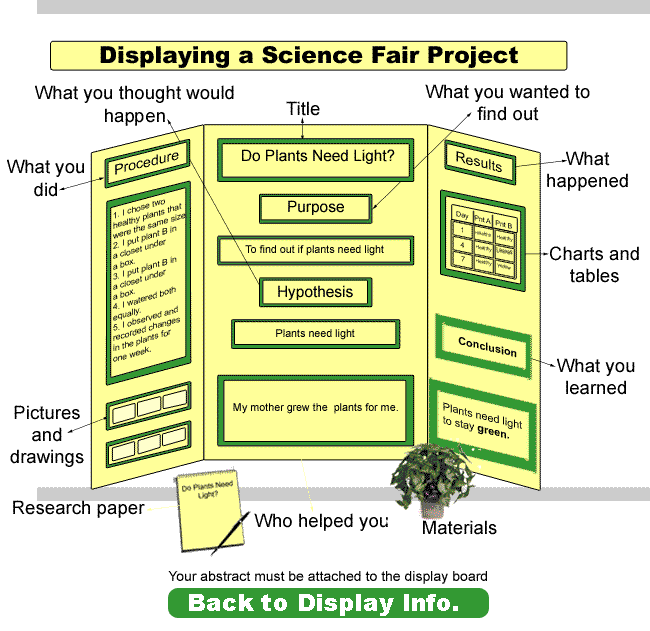 Displaying a Science Fair Project
What you thought would
happen
Title
What you wanted to
find out
What you
did
Procedure
1. I chose two
healthy plants that
were the same size
2. I put plant B in
a closet under
a box.
3. I put plant B in
a closet under
a box.
4. I watered both
equally.
5. I observed and
recorded changes
in the plants for
one week.
Pictures
and
drawings
Do Plants Need Light?
Purpose
To find out if plants need light
Hypothesis
Plants need light
My mother grew the plants for me.
Results
What
happened
Day Pnt A Pnt B
1
4
7
Charts and
tables
Conclusion
What you
learned
Plants need light
to stay green.
Research paper
Do Plants Need
Light?
Who helped you
Materials
Your abstract must be attached to the display board
Back to Display Info.